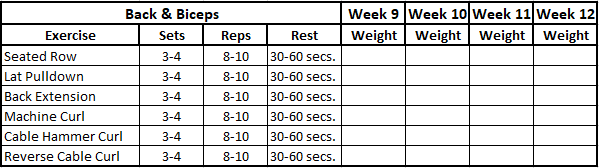 Back & Biceps Week 9 Week 10 Week 11 Week 12
Exercise Sets Reps Rest Weight Weight Weight Weight
Seated Row 3-4 8-10 30-60 secs.
Lat Pulldown 3-4 8-10 30-60 secs.
Back Extension 3-4 8-10 30-60 secs.
Machine Curl 3-4 8-10 30-60 secs.
Cable Hammer Curl 3-4 8-10 30-60 secs.
Reverse Cable Curl 3-4 8-10 30-60 secs.